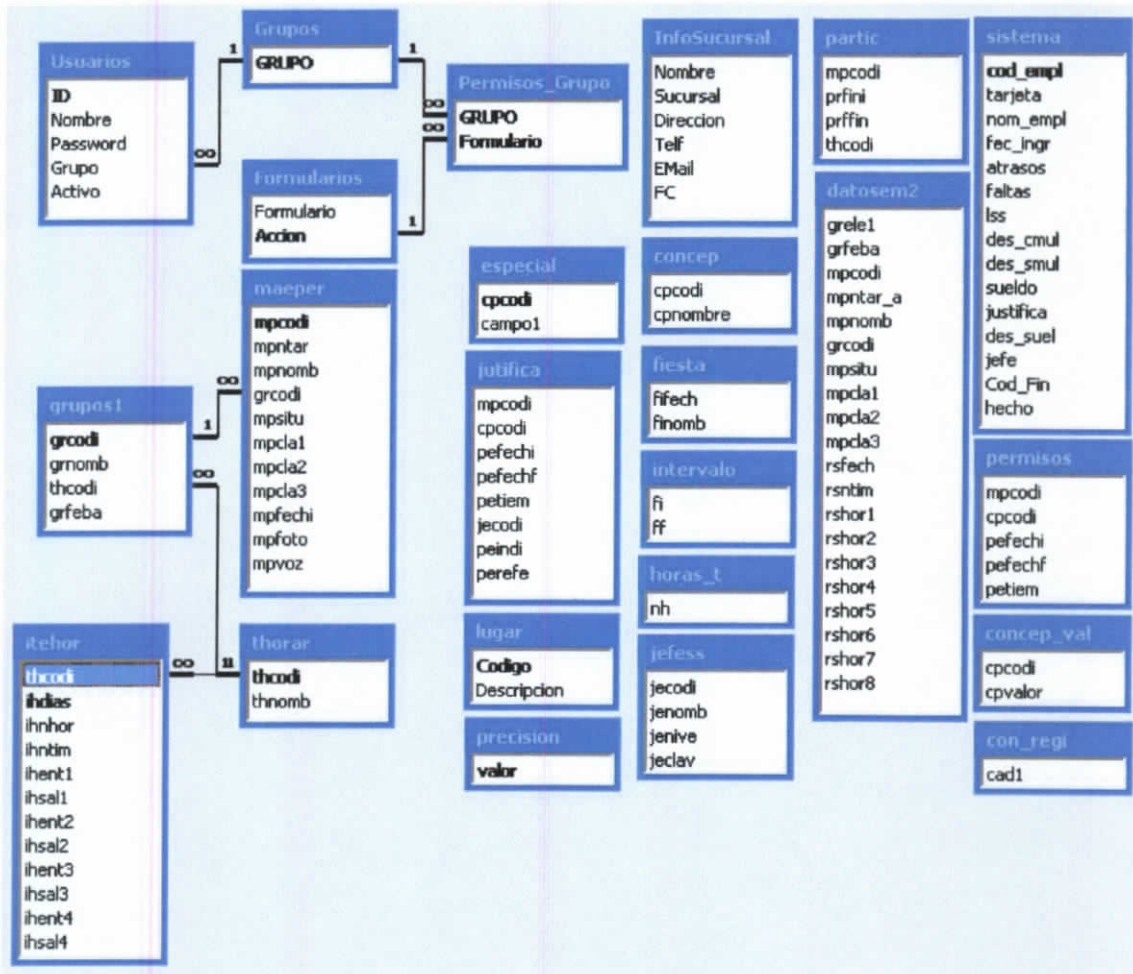 Usuarios
ID
Nombre
Password
Grupo
Activo
Grupos
GRUPO
Formularios
Formulario
Accion
Permisos_Grupo
GRUPO
Formulario
1
1
∞
∞
∞
1
maeper
mpcodi
mpntar
mpnomb
grcodi
mpsitu
mpcla1
mpcla2
mpcla3
mpfechi
mpfoto
mpvoz
grupos1
grcodi
grnomb
thcodi
grfeba
∞
1
∞
itehor
thcodi
ihdias
ihnhor
ihntim
ihent1
ihsal1
ihent2
ihsal2
ihent3
ihsal3
ihent4
ihsal4
∞
11
thorar
thcodi
thnomb
especial
cpcodi
campo1
jutifica
mpcodi
cpcodi
pefechi
pefechf
petiem
jecodi
peindi
perefe
lugar
Codigo
Descripcion
precision
valor
InfoSucursal
Nombre
Sucursal
Direccion
Telf
EMail
FC
concep
cpcodi
cpnombre
fiesta
fifech
finomb
intervalo
fi
ff
horas_t
nh
jefess
jecodi
jenomb
jenive
jeclav
partic
mpcodi
prfini
prffin
thcodi
datosem2
grele1
grfeba
mpcodi
mpntar_a
mpnomb
grcodi
mpsitu
mpcla1
mpcla2
mpcla3
rsfech
rsntim
rshor1
rshor2
rshor3
rshor4
rshor5
rshor6
rshor7
rshor8
sistema
cod_empl
tarjeta
nom_empl
fec_ingr
atrasos
faltas
lss
des_cmul
des_smul
sueldo
justifica
des_suel
jefe
Cod_Fin
hecho
permisos
mpcodi
cpcodi
pefechi
pefechf
petiem
concep_val
cpcodi
cpvalor
con_regi
cad1